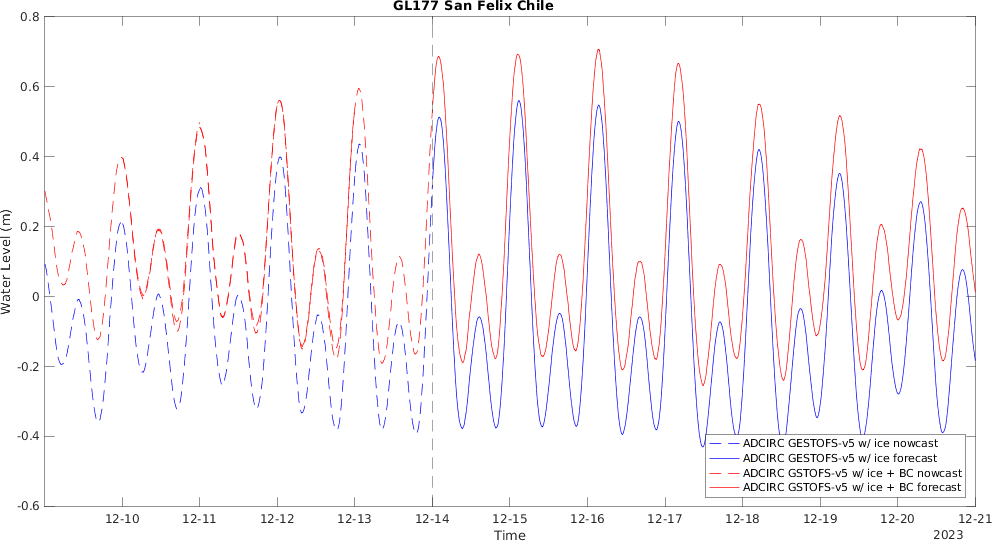 GL177 San Felix Chile
0.8
0.6
0.4
0.2
0
-0.2
-0.4
-0.6
Water Level (m)
ADCIRC GESTOFS-v5 w/ ice nowcast
ADCIRC GESTOFS-v5 w/ ice forecast
ADCIRC GSTOFS-v5 w/ ice + BC nowcast
ADCIRC GSTOFS-v5 w/ ice + BC forecast
12-10 12-11 12-12 12-13 12-14 12-15 12-16 12-17 12-18 12-19 12-20 12-21
Time
2023